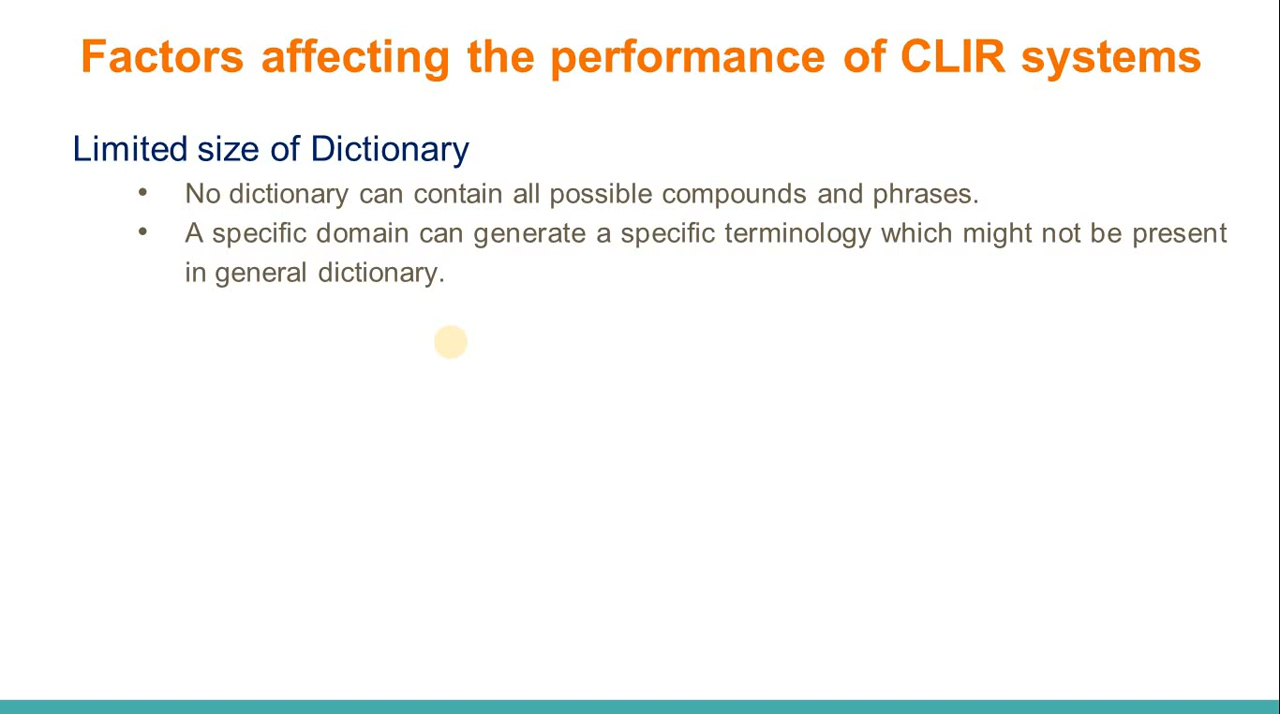 Factors affecting the performance of CLIR systems
Limited size of Dictionary
• No dictionary can contain all possible compounds and phrases.
• A specific domain can generate a specific terminology which might not be present
in general dictionary.